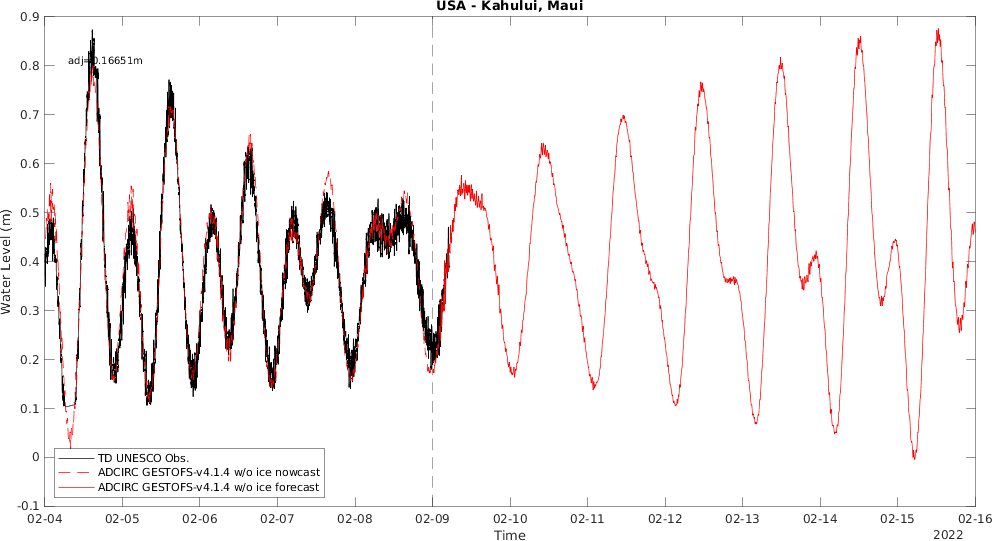 USA - Kahului, Maui
adj=0.16651m
Water Level (m)
0.9
0.8
0.7
0.6
0.5
0.4
0.3
0.2
0.1
0
-0.1
TD UNESCO Obs.
ADCIRC GESTOFS-v4.1.4 w/o ice nowcast
ADCIRC GESTOFS-v4.1.4 w/o ice forecast
02-04 02-05 02-06 02-07 02-08 02-09 02-10 02-11 02-12 02-13 02-14 02-15 02-16
Time
2022